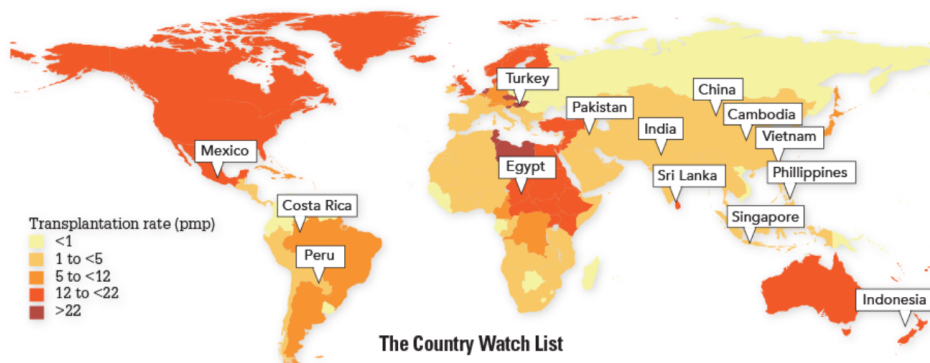 Turkey
China
Pakistan
Cambodia
India
Vietnam
Mexico
Egypt
Sri Lanka
Phillippines
Costa Rica
Singapore
Peru
Indonesia
Transplantation rate (pmp)
<1
1 to <5
5 to <12
12 to <22
>22
The Country Watch List